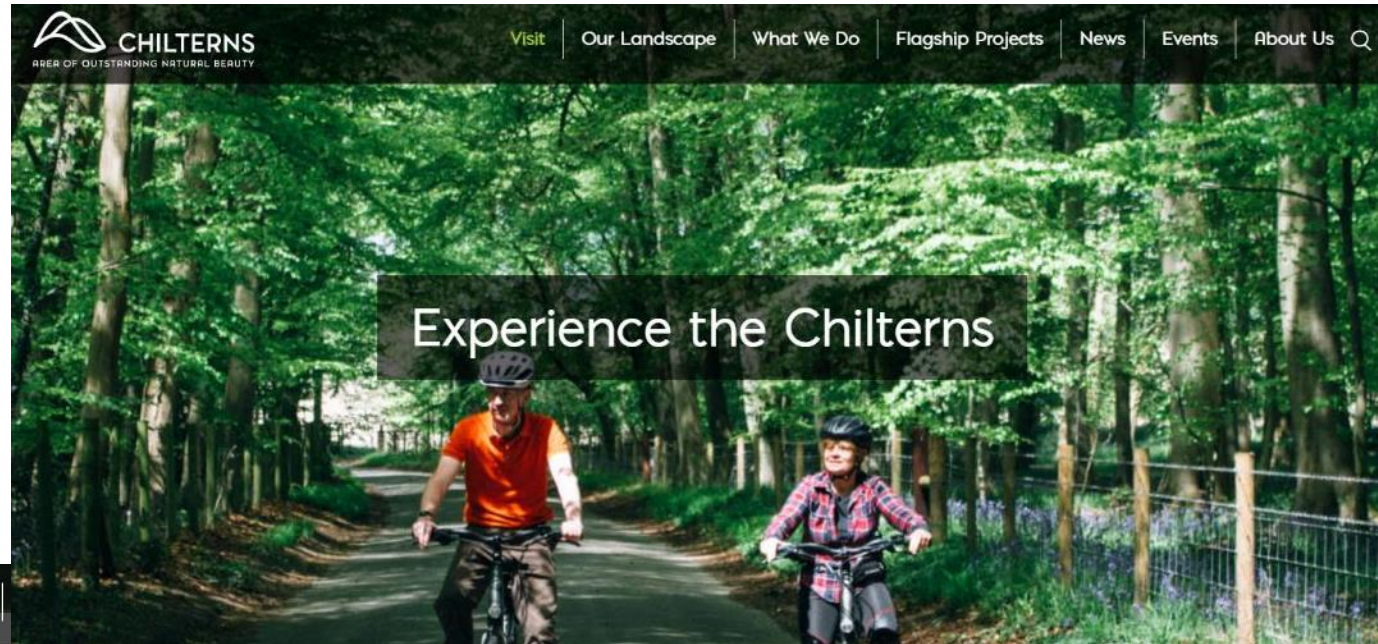 CHILTERNS
AREA OF OUTSTANDING NATURAL BEAUTY
Visit
Our Landscape
What We Do
Flagship Projects
News
Events
About Us
Experience the Chilterns